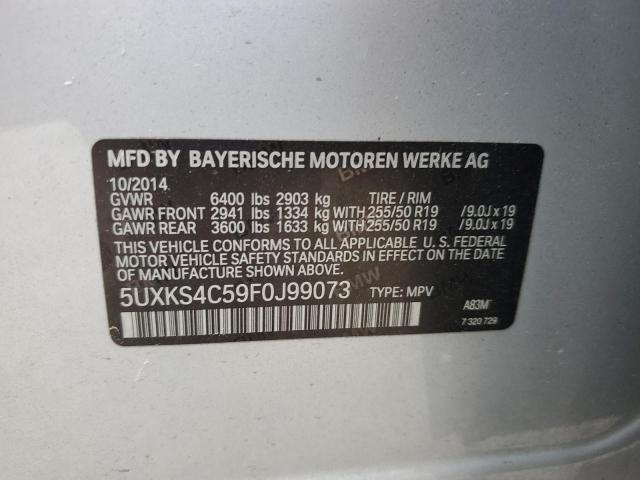 MFD BY BAYERISCHE MOTOREN WERKE AG
10/2014
GVWR 6400 lbs 2903 kg TIRE / RIM
GAWR FRONT 2941 lbs 1334 kg WITH 255/50 R19 / 9.0J x 19
GAWR REAR 3600 lbs 1633 kg WITH 255/50 R19 / 9.0J x 19
THIS VEHICLE CONFORMS TO ALL APPLICABLE U. S. FEDERAL
MOTOR VEHICLE SAFETY STANDARDS IN EFFECT ON THE
DATE OF MANUFACTURE SHOWN ABOVE.
5UXKS4C59F0J99073 TYPE: MPV
A83M
7 320 729